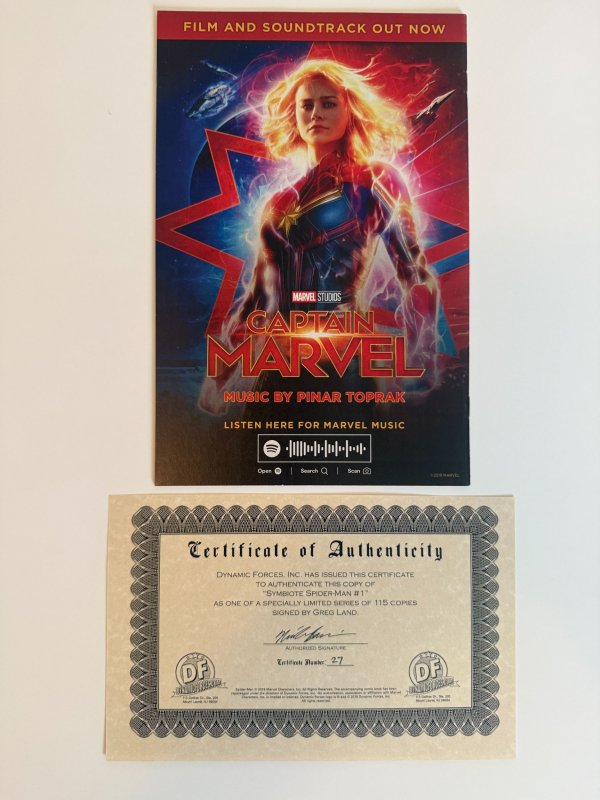 FILM AND SOUNDTRACK OUT NOW
MARVEL STUDIOS
CAPTAIN
MARVEL
MUSIC BY PINAR TOPRAK
LISTEN HERE FOR MARVEL MUSIC
Open | Search | Scan
©2019 MARVEL
Certificate of Authenticity
DYNAMIC FORCES, INC. HAS ISSUED THIS CERTIFICATE
TO AUTHENTICATE THIS COPY OF
"SYMBIOTE SPIDER-MAN #1"
AS ONE OF A SPECIALLY LIMITED SERIES OF 115 COPIES
SIGNED BY GREG LAND.
AUTHORIZED SIGNATURE
Certificate Number: 27
DF
DF
All rights reserved.